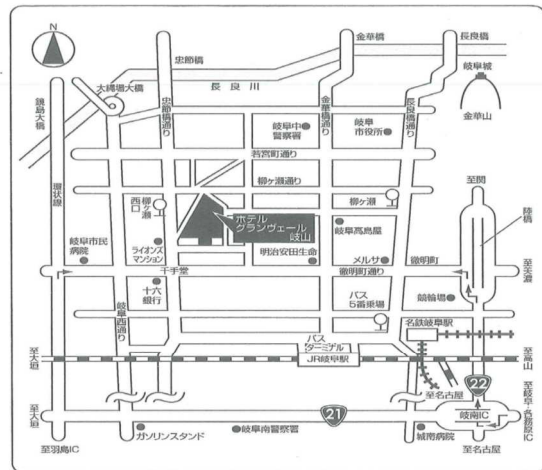 N
忠節橋
金華橋
長良橋
大縄場大橋
長良川
岐阜城
金華山
鏡島大橋
忠節橋通り
金華橋通り
長良橋通り
岐阜中
警察署
岐阜
市役所
若宮町通り
柳ヶ瀬通り
至関
陸橋
環状線
柳ヶ瀬
西口
柳ヶ瀬
ホテル
グランヴェール
岐山
岐阜高島屋
岐阜市民
病院
ライオンズ
マンション
明治安田生命
メルサ
徹明町
千手堂
徹明町通り
至美濃
十六
銀行
岐阜西通り
バス
5番乗場
競輪場
名鉄岐阜駅
バス
ターミナル
至大垣
JR岐阜駅
至高山
至名古屋
22
至岐阜・各務原IC
至大垣
21
岐南IC
ガソリンスタンド
岐阜南警察署
城南病院
至羽島IC
至名古屋